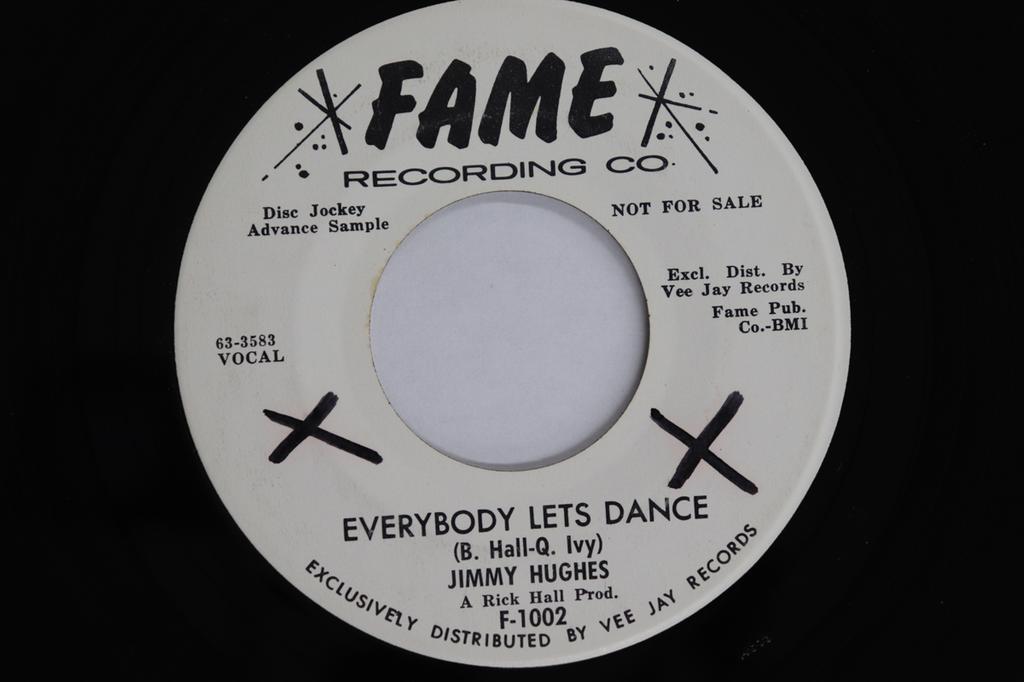 FAME
RECORDING CO.
Disc Jockey
Advance Sample
NOT FOR SALE
Excl. Dist. By
Vee Jay Records
Fame Pub.
Co.-BMI
63-3583
VOCAL
EVERYBODY LETS DANCE
(B. Hall-Q. Ivy)
JIMMY HUGHES
A Rick Hall Prod.
F-1002
EXCLUSIVELY DISTRIBUTED BY VEE JAY RECORDS